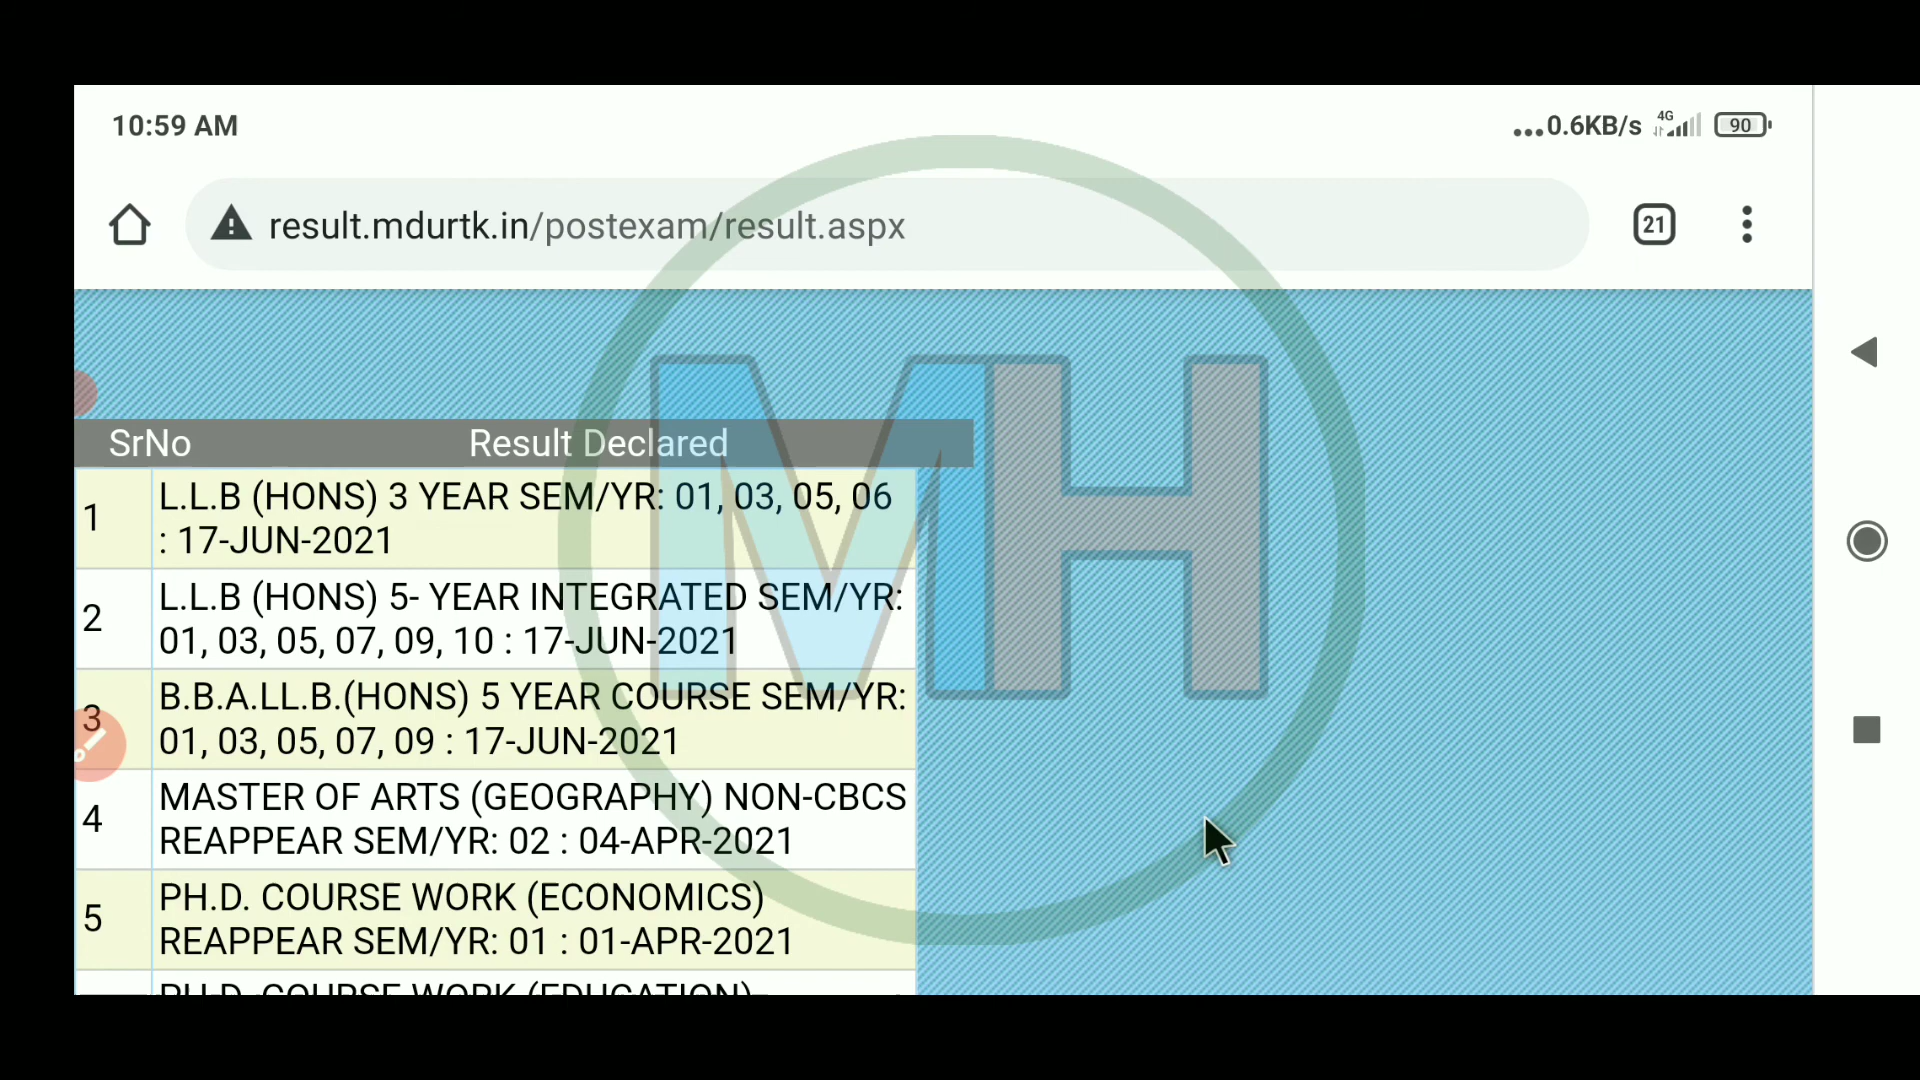 10:59 AM
...0.6KB/s 4G 90
result.mdurtk.in/postexam/result.aspx
21
SrNo Result Declared
1 L.L.B (HONS) 3 YEAR SEM/YR: 01, 03, 05, 06
: 17-JUN-2021
2 L.L.B (HONS) 5- YEAR INTEGRATED SEM/YR:
01, 03, 05, 07, 09, 10 : 17-JUN-2021
3 B.B.A.LL.B.(HONS) 5 YEAR COURSE SEM/YR:
01, 03, 05, 07, 09 : 17-JUN-2021
4 MASTER OF ARTS (GEOGRAPHY) NON-CBCS
REAPPEAR SEM/YR: 02 : 04-APR-2021
5 PH.D. COURSE WORK (ECONOMICS)
REAPPEAR SEM/YR: 01 : 01-APR-2021
PH.D. COURSE WORK (EDUCATION)
MH